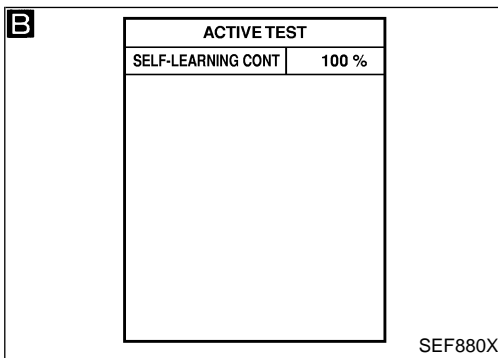 B
ACTIVE TEST
SELF-LEARNING CONT 100 %
SEF880X